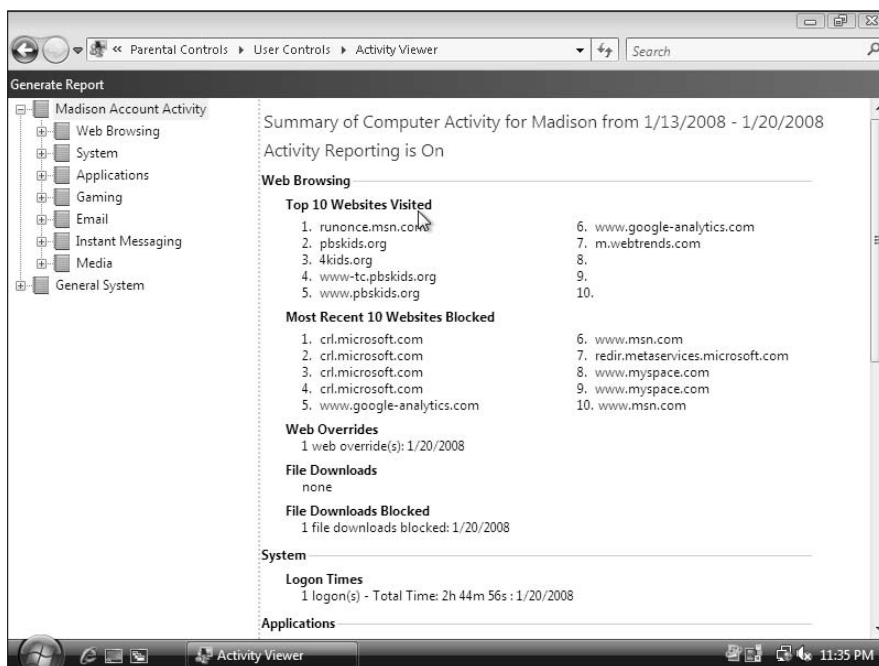 « Parental Controls User Controls Activity Viewer
Search
Generate Report
Madison Account Activity
Web Browsing
System
Applications
Gaming
Email
Instant Messaging
Media
General System
Summary of Computer Activity for Madison from 1/13/2008 - 1/20/2008
Activity Reporting is On
Web Browsing
Top 10 Websites Visited
1. runonce.msn.com
2. pbskids.org
3. 4kids.org
4. www-tc.pbskids.org
5. www.pbskids.org
6. www.google-analytics.com
7. m.webtrends.com
8.
9.
10.
Most Recent 10 Websites Blocked
1. crl.microsoft.com
2. crl.microsoft.com
3. crl.microsoft.com
4. crl.microsoft.com
5. www.google-analytics.com
6. www.msn.com
7. redir.metaservices.microsoft.com
8. www.myspace.com
9. www.myspace.com
10. www.msn.com
Web Overrides
1 web override(s): 1/20/2008
File Downloads
none
File Downloads Blocked
1 file downloads blocked: 1/20/2008
System
Logon Times
1 logon(s) - Total Time: 2h 44m 56s : 1/20/2008
Applications
Activity Viewer
11:35 PM